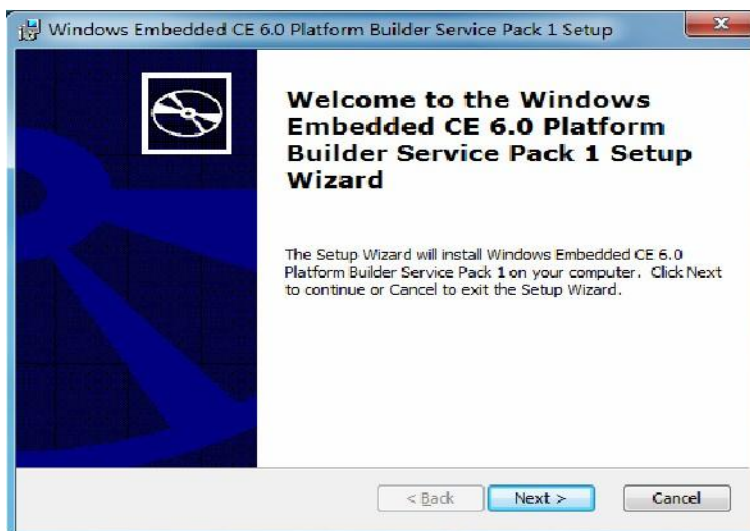 Windows Embedded CE 6.0 Platform Builder Service Pack 1 Setup
Welcome to the Windows
Embedded CE 6.0 Platform
Builder Service Pack 1 Setup
Wizard
The Setup Wizard will install Windows Embedded CE 6.0
Platform Builder Service Pack 1 on your computer. Click Next
to continue or Cancel to exit the Setup Wizard.
< Back
Next >
Cancel